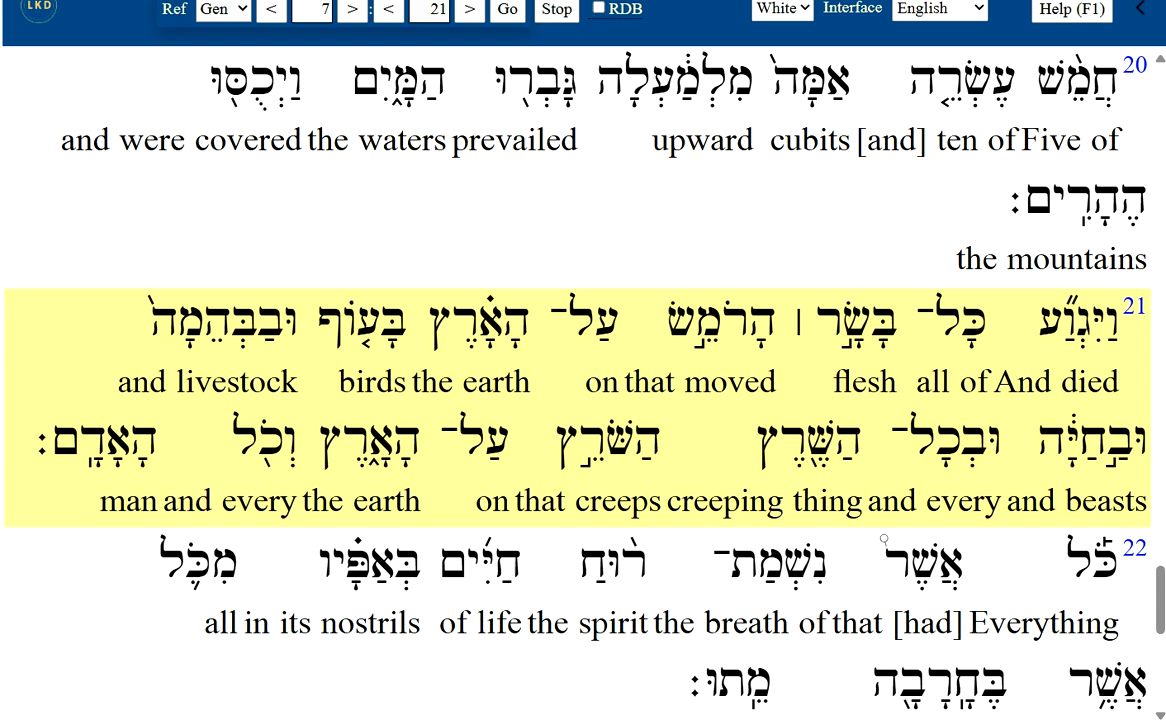 LKD Ref Gen < 7 > : < 21 > Go Stop RDB White Interface English Help (F1)
20 חֲמֵ֨שׁ עֶשְׂרֵ֤ה אַמָּה֙ מִלְמַ֔עְלָה גָּבְר֖וּ הַמָּ֑יִם וַיְכֻסּ֖וּ
and were covered the waters prevailed upward cubits [and] ten of Five of
הֶהָרִֽים׃
the mountains
21 וַיִּגְוַ֞ע כָּל־ בָּשָׂ֣ר ׀ הָרֹמֵ֣שׂ עַל־ הָאָ֗רֶץ בָּע֤וֹף וּבַבְּהֵמָה֙
and livestock birds the earth on that moved flesh all of And died
וּבַ֣חַיָּ֔ה וּבְכָל־ הַשֶּׁ֖רֶץ הַשֹּׁרֵ֣ץ עַל־ הָאָ֑רֶץ וְכֹ֖ל הָאָדָֽם׃
man and every the earth on that creeps creeping thing and every and beasts
22 כֹּ֡ל אֲשֶׁר֩ נִשְׁמַת־ ר֨וּחַ חַיִּ֜ים בְּאַפָּ֗יו מִכֹּ֛ל
all in its nostrils of life the spirit the breath of that [had] Everything
אֲשֶׁ֥ר בֶּחָֽרָבָ֖ה מֵֽתוּ׃